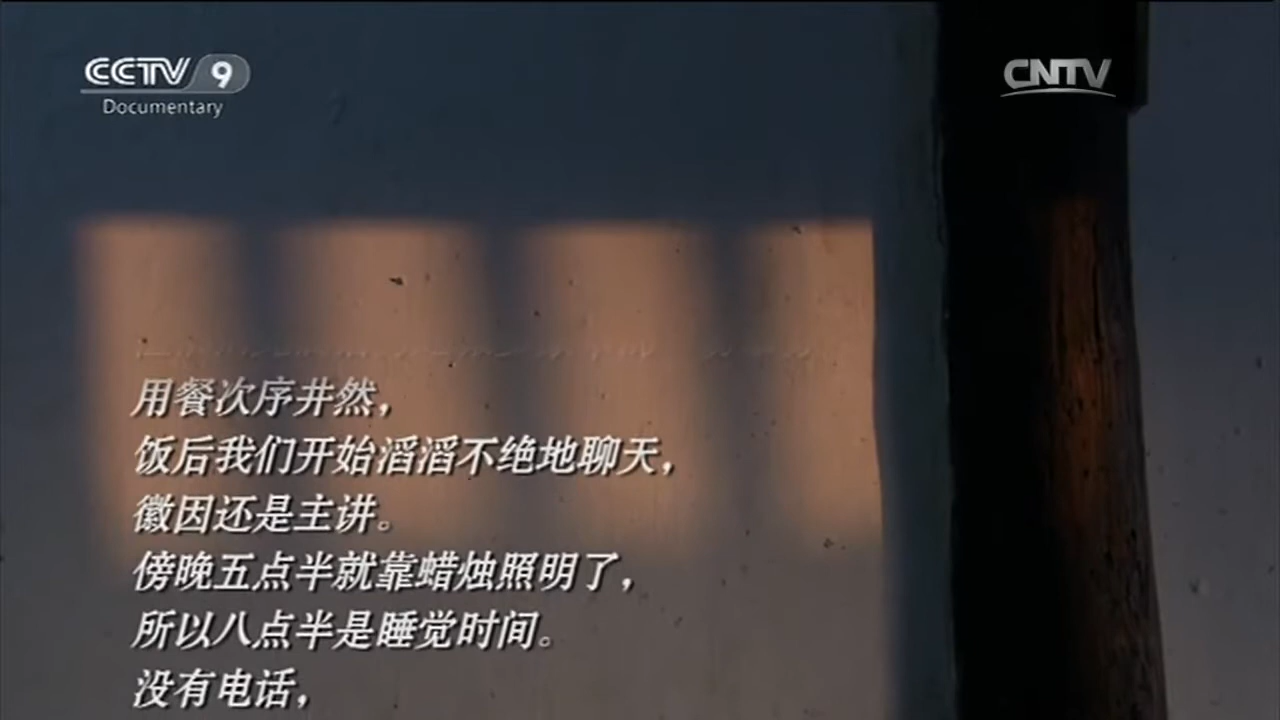 CCTV 9
Documentary
CNTV
用餐次序井然，
饭后我们开始滔滔不绝地聊天，
徽因还是主讲。
傍晚五点半就靠蜡烛照明了，
所以八点半是睡觉时间。
没有电话，